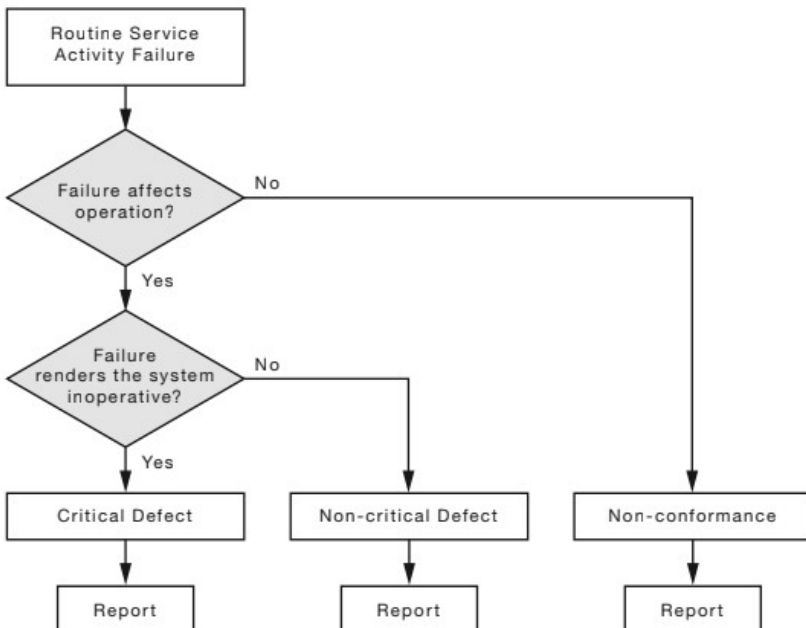 Routine Service
Activity Failure
Failure affects
operation?
No
Yes
Failure
renders the system
inoperative?
No
Yes
Critical Defect
Non-critical Defect
Non-conformance
Report
Report
Report